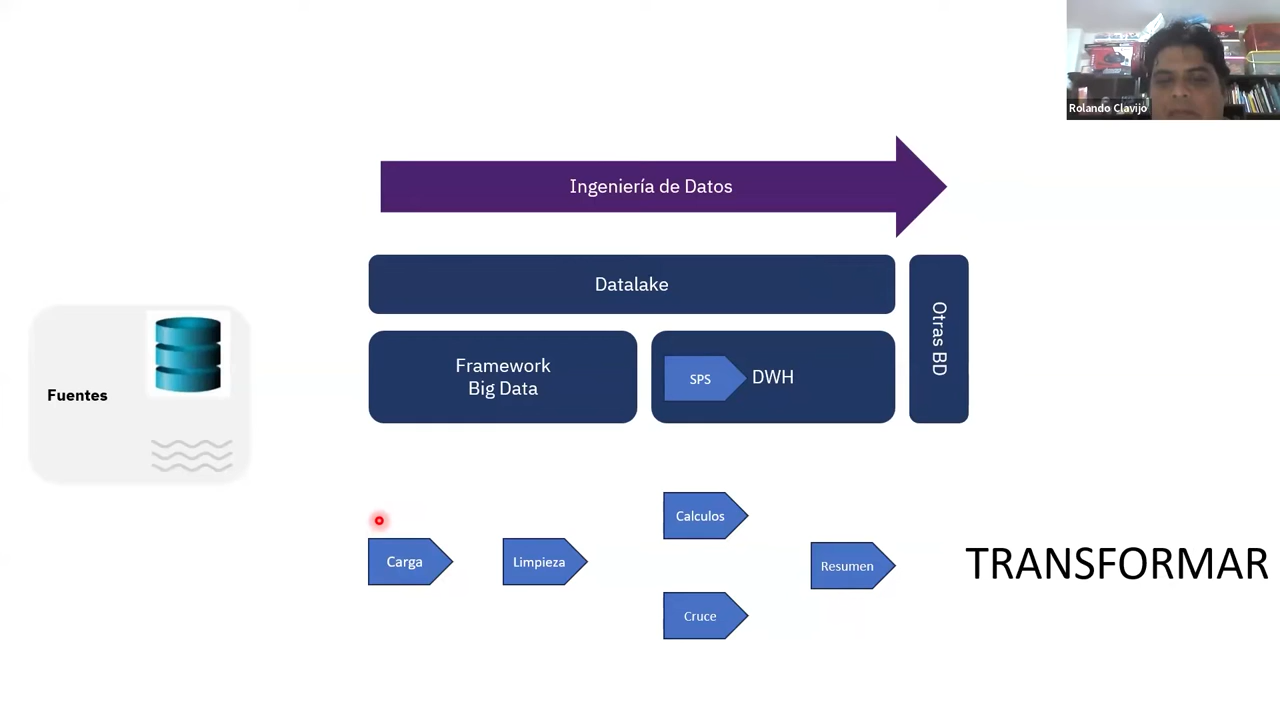 Rolando Clavijo
Ingeniería de Datos
Datalake
Otras BD
Fuentes
Framework
Big Data
SPS
DWH
Calculos
Carga
Limpieza
Resumen
TRANSFORMAR
Cruce